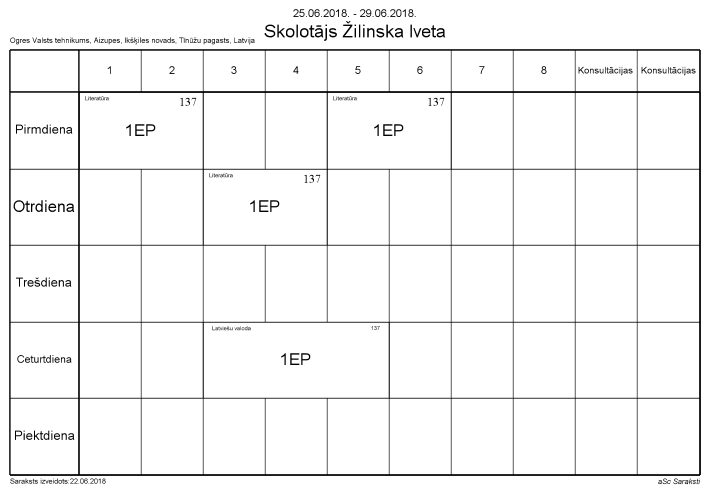 25.06.2018. - 29.06.2018.
Ogres Valsts tehnikums, Aizupes, Ikšķiles novads, Tīnūžu pagasts, Latvija
Skolotājs Žilinska Iveta
1 2 3 4 5 6 7 8 Konsultācijas Konsultācijas
Pirmdiena
Literatūra 137
1EP
Literatūra 137
1EP
Otrdiena
Literatūra 137
1EP
Trešdiena
Ceturtdiena
Latviešu valoda 137
1EP
Piektdiena
Saraksts izveidots:22.06.2018
aSc Saraksti